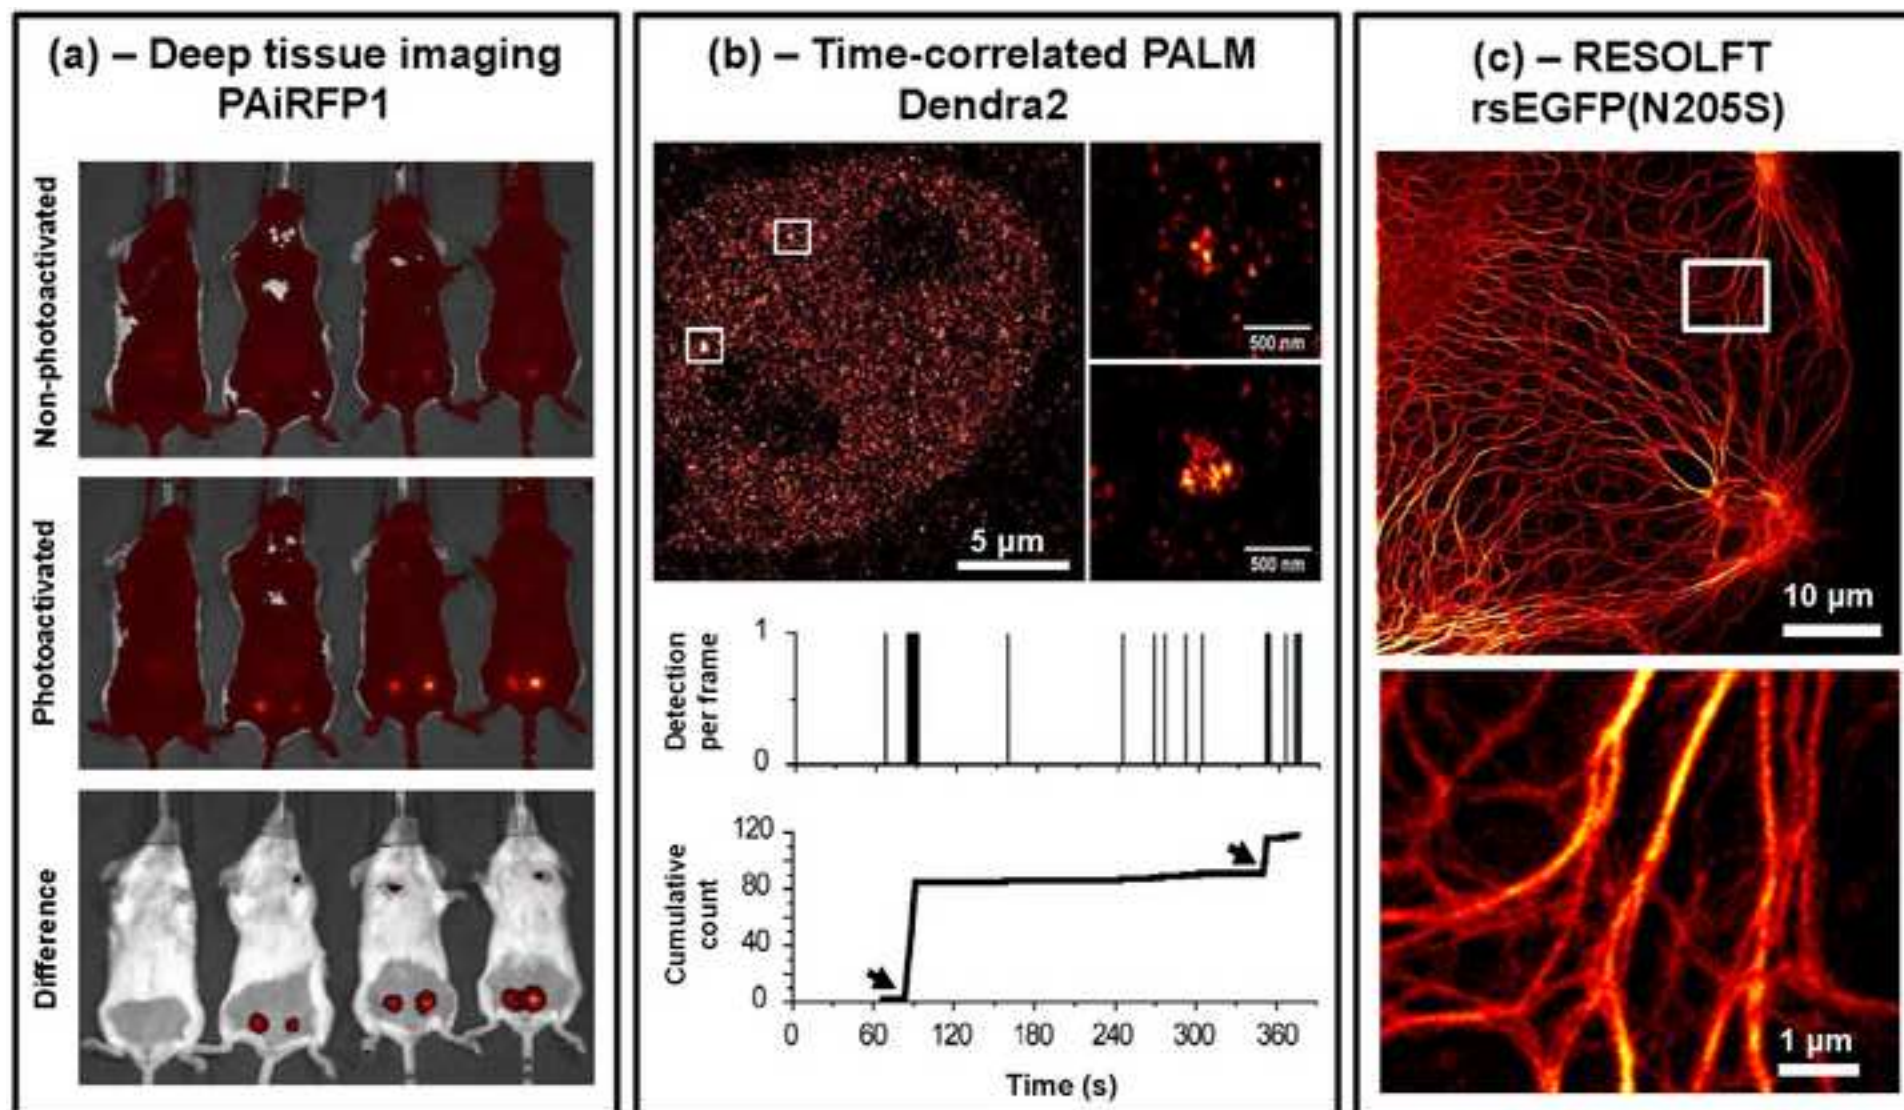 (a) – Deep tissue imaging
PAiRFP1
Non-photoactivated
Photoactivated
Difference
(b) – Time-correlated PALM
Dendra2
5 µm
500 nm
500 nm
Detection
per frame
1
0
Cumulative
count
120
80
40
0
0
60
120
180
240
300
360
Time (s)
(c) – RESOLFT
rsEGFP(N205S)
10 µm
1 µm